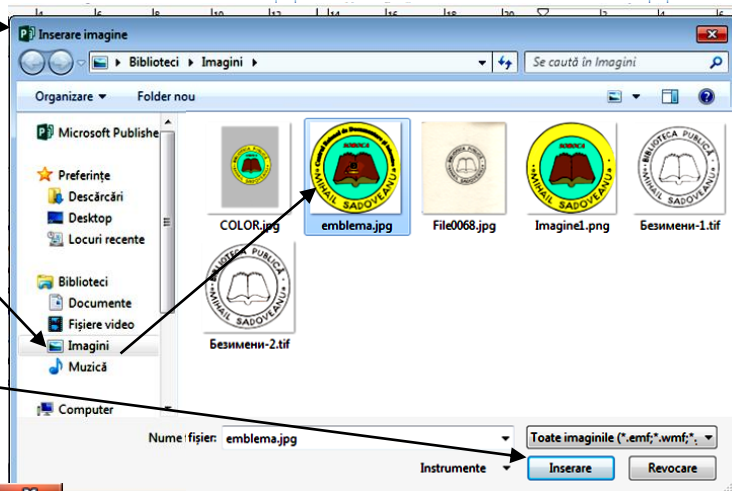 Inserare imagine
Biblioteci Imagini Se caută în Imagini
Organizare Folder nou
Microsoft Publishe
Preferințe
Descărcări
Desktop
Locuri recente
Biblioteci
Documente
Fișiere video
Imagini
Muzică
Computer
SOROCA
MIHAIL SADOVEANU
COLOR.jpg
emblema.jpg
File0068.jpg
SOROCA
MIHAIL SADOVEANU
Imagine1.png
BIBLIOTECA PUBLICĂ
MIHAIL SADOVEANU
Безимени-1.tif
BIBLIOTECA PUBLICĂ
MIHAIL SADOVEANU
Безимени-2.tif
Nume fișier: emblema.jpg Toate imaginile (*.emf;*.wmf;*.
Instrumente Inserare Revocare